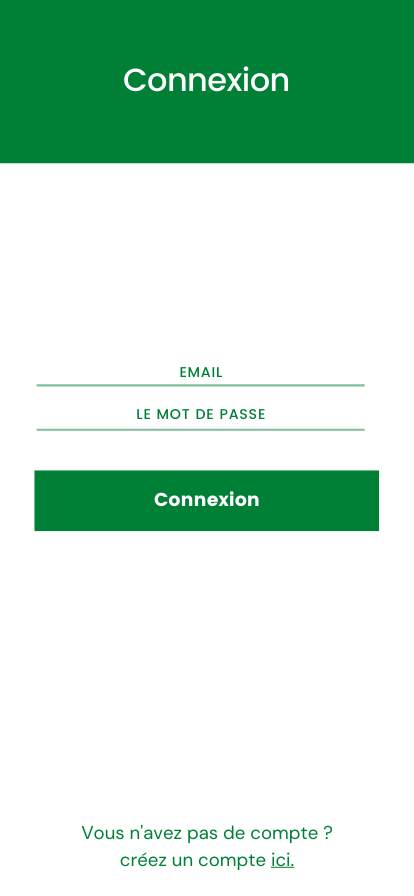 Connexion
EMAIL
LE MOT DE PASSE
Connexion
Vous n'avez pas de compte ?
créez un compte ici.